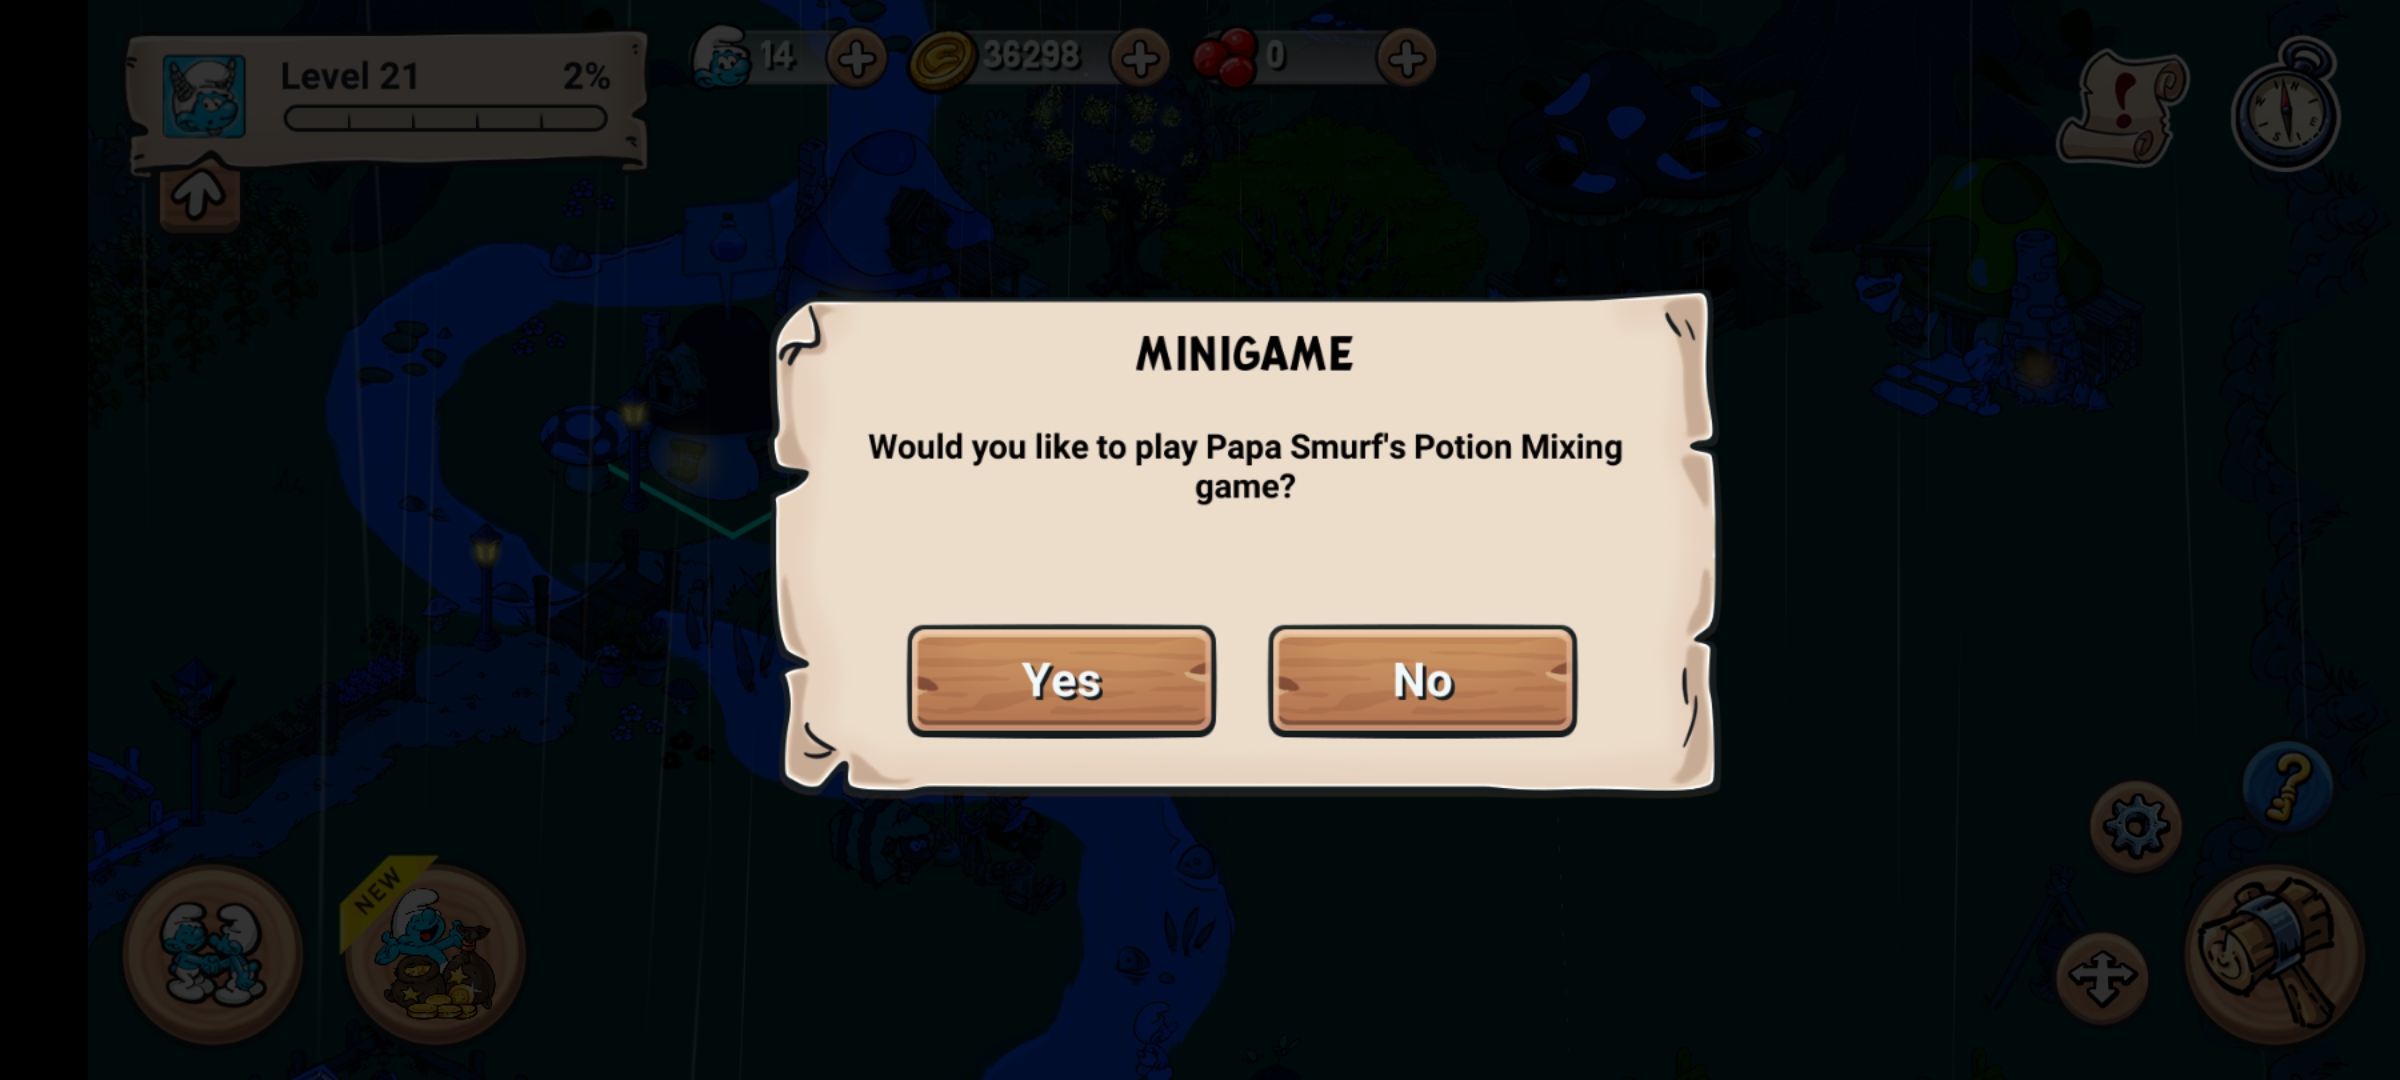 Level 21
2%
14
36298
0
MINIGAME
Would you like to play Papa Smurf's Potion Mixing
game?
Yes
No
NEW